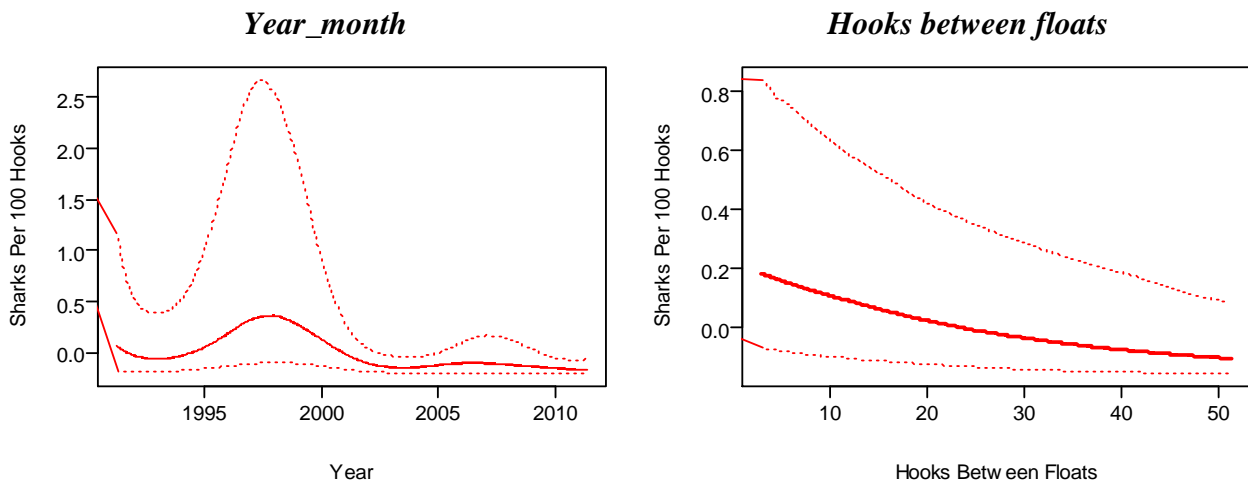 Year_month
Sharks Per 100 Hooks
2.5
2.0
1.5
1.0
0.5
0.0
1995 2000 2005 2010
Year
Hooks between floats
Sharks Per 100 Hooks
0.8
0.6
0.4
0.2
0.0
10 20 30 40 50
Hooks Between Floats